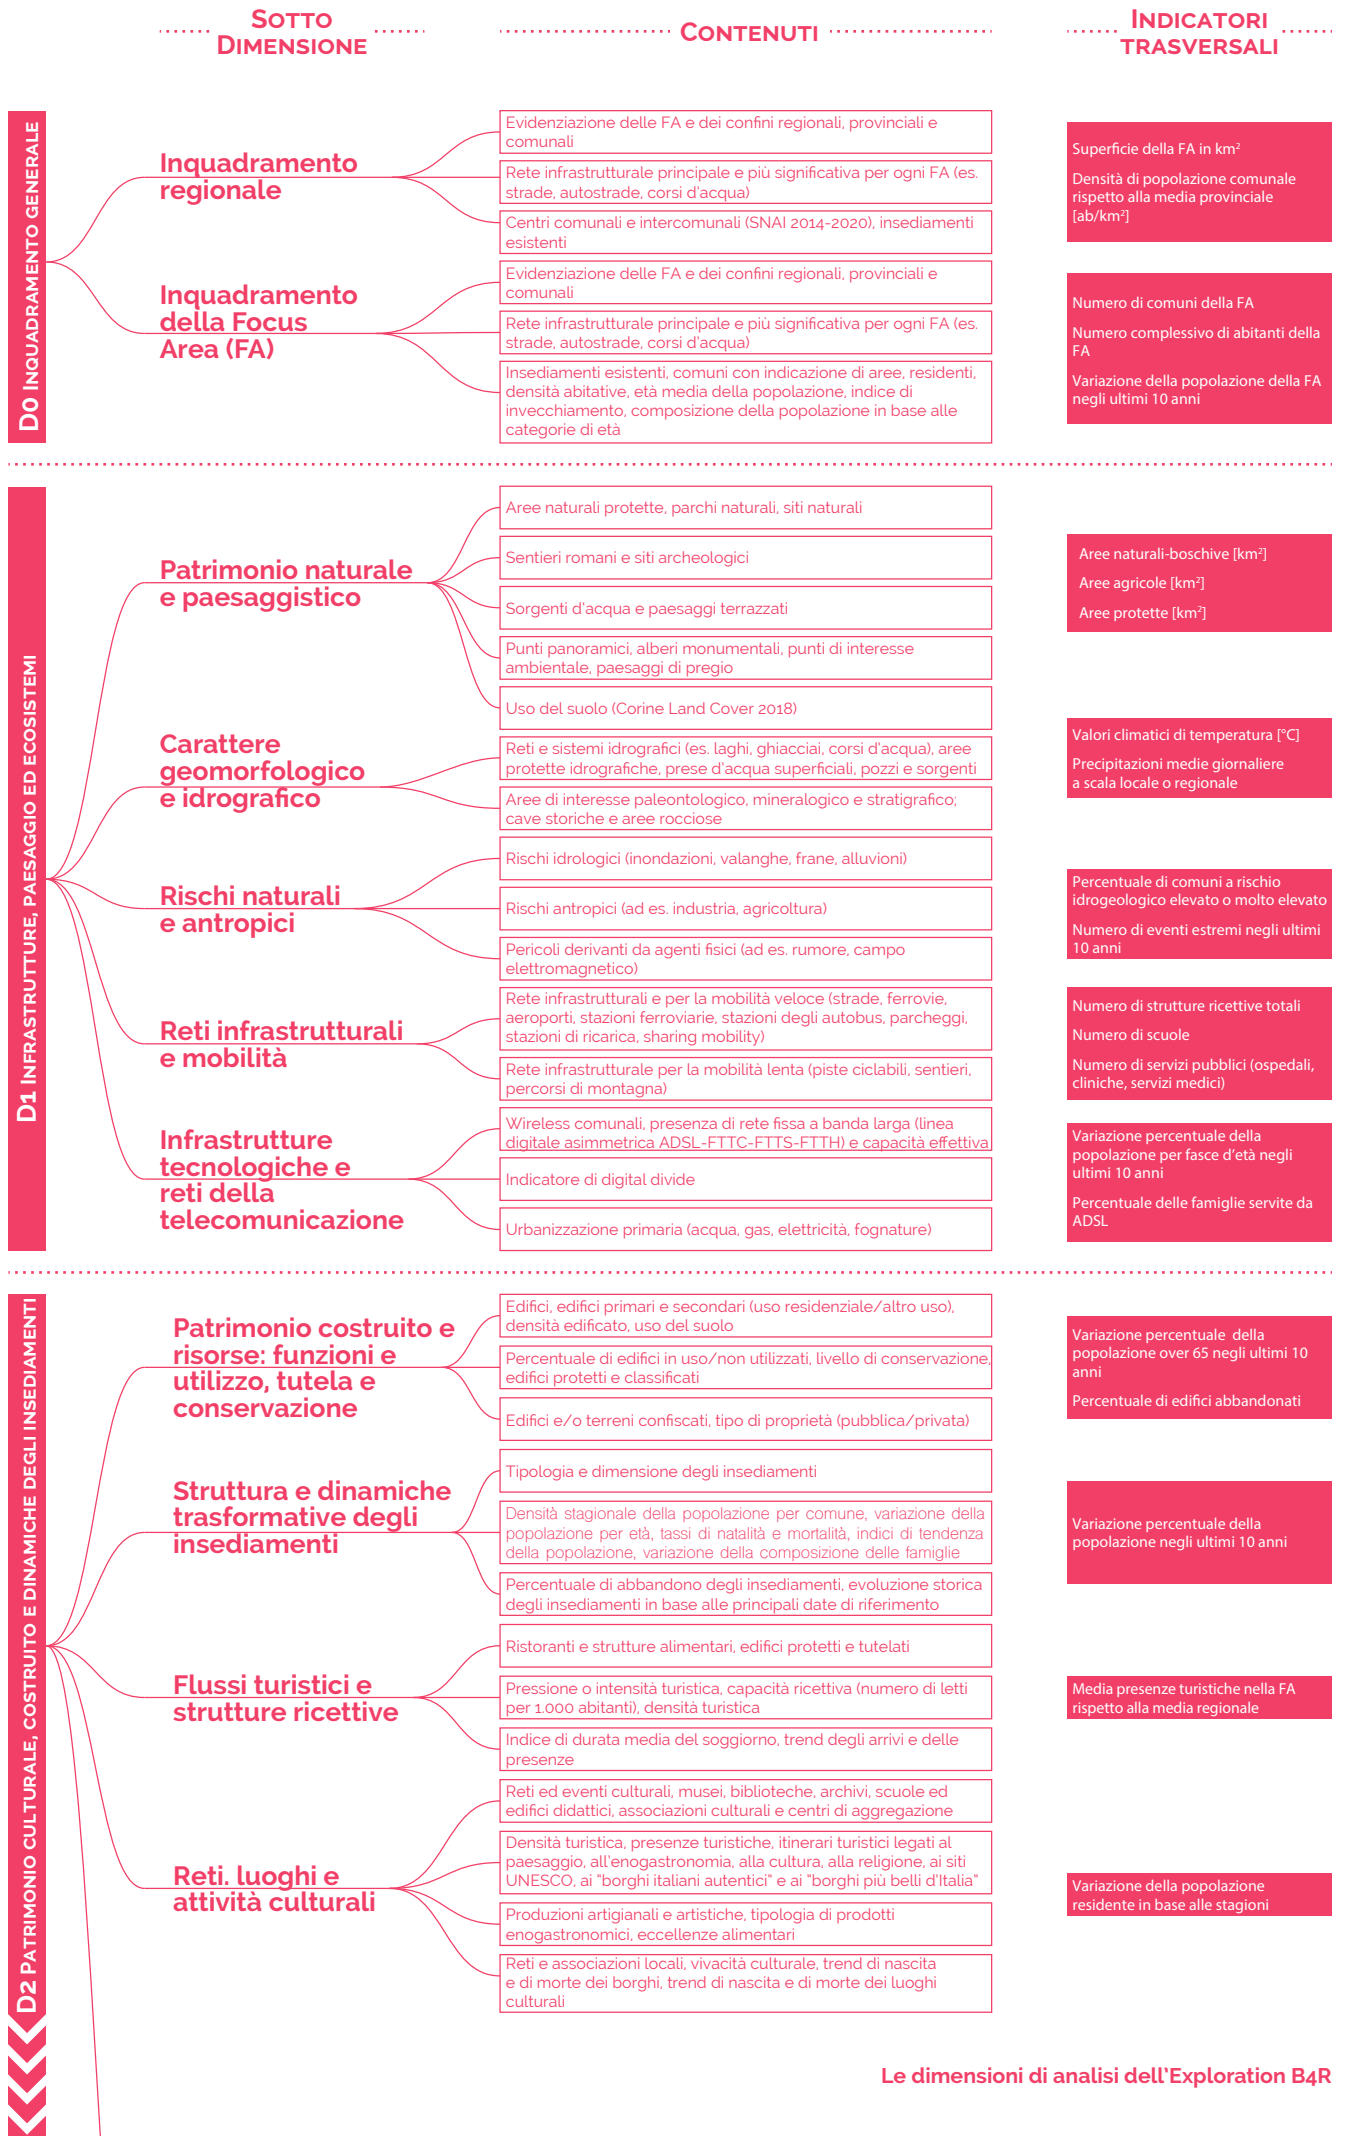 Sotto
Dimensione
Contenuti
Indicatori
trasversali
D0 Inquadramento generale
Inquadramento
regionale
Evidenziazione delle FA e dei confini regionali, provinciali e
comunali
Rete infrastrutturale principale e più significativa per ogni FA (es.
strade, autostrade, corsi d'acqua)
Centri comunali e intercomunali (SNAI 2014-2020), insediamenti
esistenti
Superficie della FA in km²
Densità di popolazione comunale
rispetto alla media provinciale
[ab/km²]
Inquadramento
della Focus
Area (FA)
Evidenziazione delle FA e dei confini regionali, provinciali e
comunali
Rete infrastrutturale principale e più significativa per ogni FA (es.
strade, autostrade, corsi d'acqua)
Insediamenti esistenti, comuni con indicazione di aree, residenti,
densità abitative, età media della popolazione, indice di
invecchiamento, composizione della popolazione in base alle
categorie di età
Numero di comuni della FA
Numero complessivo di abitanti della
FA
Variazione della popolazione della FA
negli ultimi 10 anni
D1 Infrastrutture, paesaggio ed ecosistemi
Patrimonio naturale
e paesaggistico
Aree naturali protette, parchi naturali, siti naturali
Sentieri romani e siti archeologici
Sorgenti d'acqua e paesaggi terrazzati
Punti panoramici, alberi monumentali, punti di interesse
ambientale, paesaggi di pregio
Uso del suolo (Corine Land Cover 2018)
Aree naturali-boschive [km²]
Aree agricole [km²]
Aree protette [km²]
Carattere
geomorfologico
e idrografico
Reti e sistemi idrografici (es. laghi, ghiacciai, corsi d'acqua), aree
protette idrografiche, prese d'acqua superficiali, pozzi e sorgenti
Aree di interesse paleontologico, mineralogico e stratigrafico;
cave storiche e aree rocciose
Valori climatici di temperatura [°C]
Precipitazioni medie giornaliere
a scala locale o regionale
Rischi naturali
e antropici
Rischi idrologici (inondazioni, valanghe, frane, alluvioni)
Rischi antropici (ad es. industria, agricoltura)
Pericoli derivanti da agenti fisici (ad es. rumore, campo
elettromagnetico)
Percentuale di comuni a rischio
idrogeologico elevato o molto elevato
Numero di eventi estremi negli ultimi
10 anni
Reti infrastrutturali
e mobilità
Rete infrastrutturali e per la mobilità veloce (strade, ferrovie,
aeroporti, stazioni ferroviarie, stazioni degli autobus, parcheggi,
stazioni di ricarica, sharing mobility)
Rete infrastrutturale per la mobilità lenta (piste ciclabili, sentieri,
percorsi di montagna)
Numero di strutture ricettive totali
Numero di scuole
Numero di servizi pubblici (ospedali,
cliniche, servizi medici)
Infrastrutture
tecnologiche e
reti della
telecomunicazione
Wireless comunali, presenza di rete fissa a banda larga (linea
digitale asimmetrica ADSL-FTTC-FTTS-FTTH) e capacità effettiva
Indicatore di digital divide
Urbanizzazione primaria (acqua, gas, elettricità, fognature)
Variazione percentuale della
popolazione per fasce d'età negli
ultimi 10 anni
Percentuale delle famiglie servite da
ADSL
D2 Patrimonio culturale, costruito e dinamiche degli insediamenti
Patrimonio costruito e
risorse: funzioni e
utilizzo, tutela e
conservazione
Edifici, edifici primari e secondari (uso residenziale/altro uso),
densità edificato, uso del suolo
Percentuale di edifici in uso/non utilizzati, livello di conservazione,
edifici protetti e classificati
Edifici e/o terreni confiscati, tipo di proprietà (pubblica/privata)
Variazione percentuale della
popolazione over 65 negli ultimi 10
anni
Percentuale di edifici abbandonati
Struttura e dinamiche
trasformative degli
insediamenti
Tipologia e dimensione degli insediamenti
Densità stagionale della popolazione per comune, variazione della
popolazione per età, tassi di natalità e mortalità, indici di tendenza
della popolazione, variazione della composizione delle famiglie
Percentuale di abbandono degli insediamenti, evoluzione storica
degli insediamenti in base alle principali date di riferimento
Variazione percentuale della
popolazione negli ultimi 10 anni
Flussi turistici e
strutture ricettive
Ristoranti e strutture alimentari, edifici protetti e tutelati
Pressione o intensità turistica, capacità ricettiva (numero di letti
per 1.000 abitanti), densità turistica
Indice di durata media del soggiorno, trend degli arrivi e delle
presenze
Media presenze turistiche nella FA
rispetto alla media regionale
Reti. luoghi e
attività culturali
Reti ed eventi culturali, musei, biblioteche, archivi, scuole ed
edifici didattici, associazioni culturali e centri di aggregazione
Densità turistica, presenze turistiche, itinerari turistici legati al
paesaggio, all'enogastronomia, alla cultura, alla religione, ai siti
UNESCO, ai "borghi italiani autentici" e ai "borghi più belli d'Italia"
Produzioni artigianali e artistiche, tipologia di prodotti
enogastronomici, eccellenze alimentari
Reti e associazioni locali, vivacità culturale, trend di nascita
e di morte dei borghi, trend di nascita e di morte dei luoghi
culturali
Variazione della popolazione
residente in base alle stagioni
Le dimensioni di analisi dell'Exploration B4R